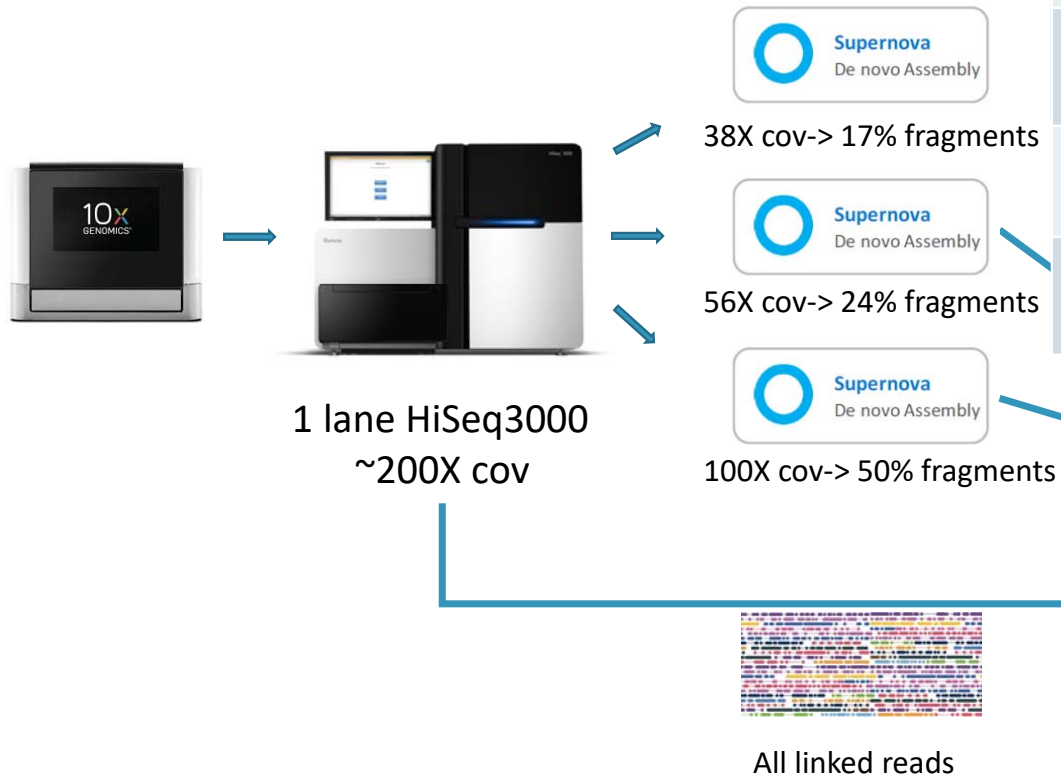 10X
GENOMICS
1 lane HiSeq3000
~200X cov
Supernova
De novo Assembly
38X cov-> 17% fragments
Supernova
De novo Assembly
56X cov-> 24% fragments
Supernova
De novo Assembly
100X cov-> 50% fragments
All linked reads